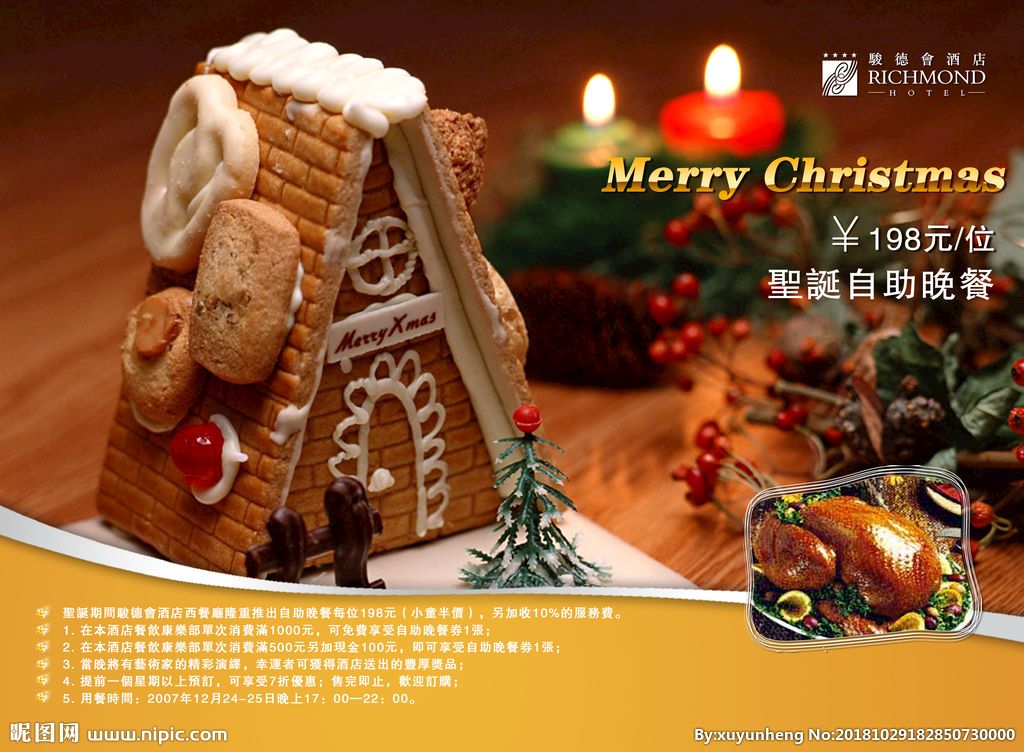 駿德會酒店
RICHMOND
HOTEL
Merry Christmas
￥198元/位
聖誕自助晚餐
Merry Xmas
聖誕期間駿德會酒店西餐廳隆重推出自助晚餐每位198元（小童半價），另加收10%的服務費。
1. 在本酒店餐飲康樂部單次消費滿1000元，可免費享受自助晚餐券1張；
2. 在本酒店餐飲康樂部單次消費滿500元另加現金100元，即可享受自助晚餐券1張；
3. 當晚將有藝術家的精彩演繹，幸運者可獲得酒店送出的豐厚獎品；
4. 提前一個星期以上預訂，可享受7折優惠；售完即止，歡迎訂購；
5. 用餐時間：2007年12月24-25日晚上17：00—22：00。
昵图网 www.nipic.com
By:xuyunheng No:20181029182850730000